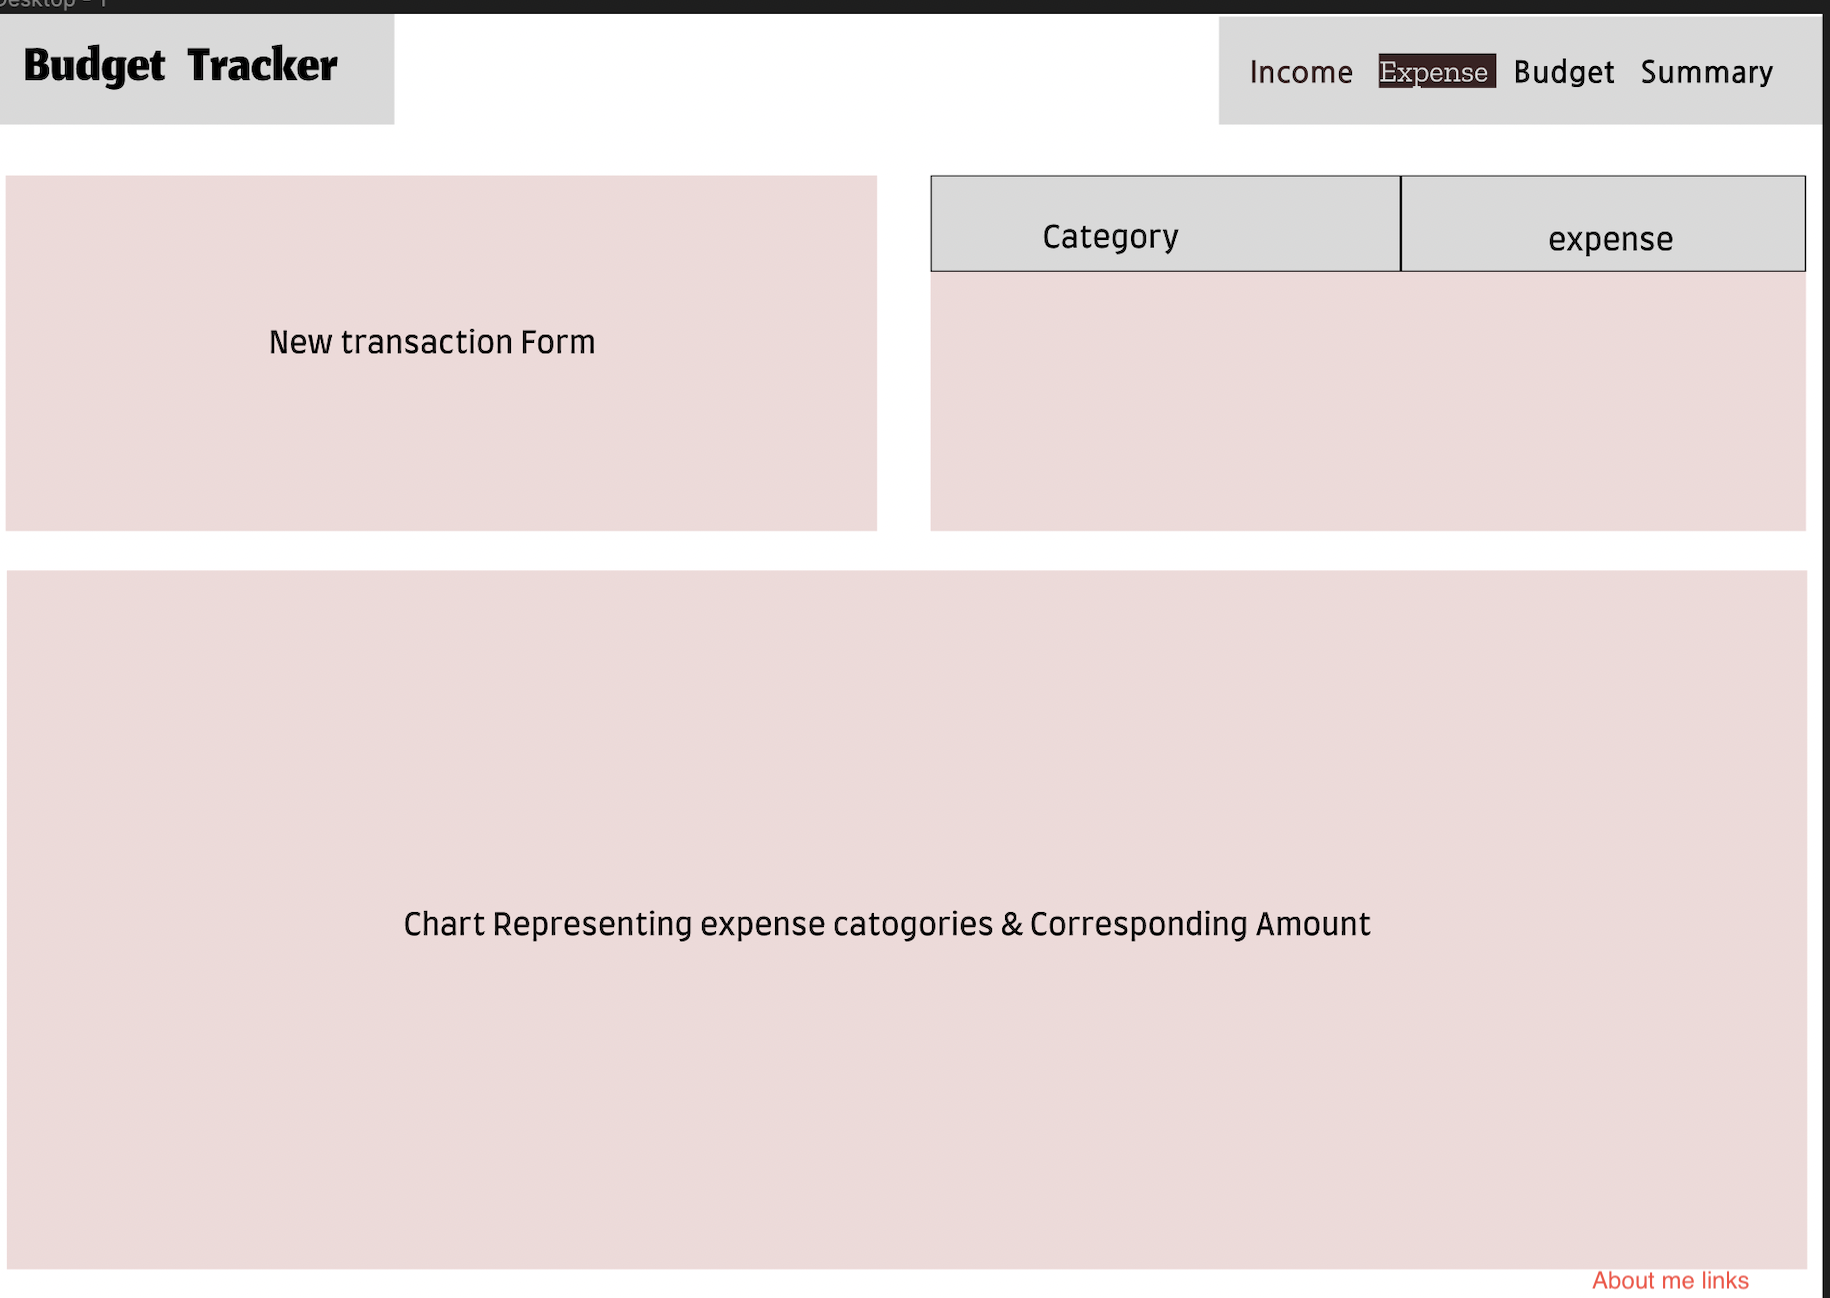 Desktop - 1
Budget Tracker
Income Expense Budget Summary
Category expense
New transaction Form
Chart Representing expense catogories & Corresponding Amount
About me links